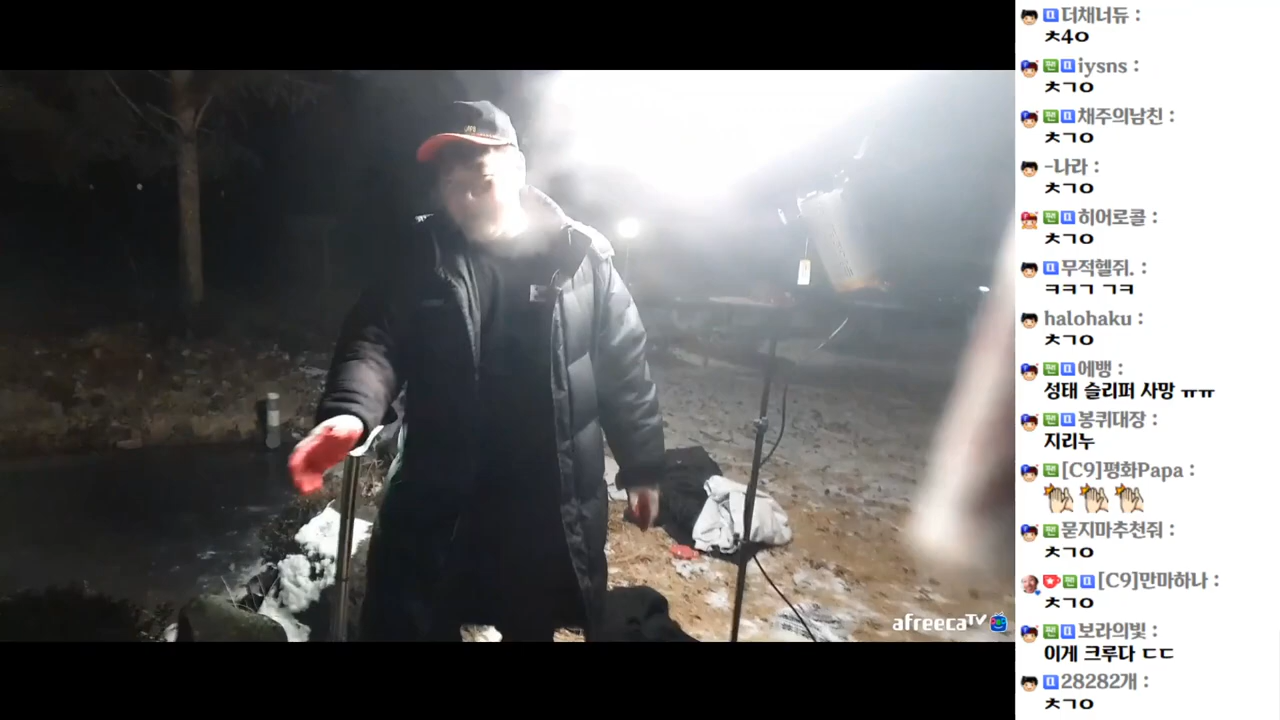 더채너듀 :
ㅊ4ㅇ
iysns :
ㅊㄱㅇ
채주의남친 :
ㅊㄱㅇ
-나라 :
ㅊㄱㅇ
히어로콜 :
ㅊㄱㅇ
무적헬쥐. :
ㅋㅋㄱ ㄱㅋ
halohaku :
ㅊㄱㅇ
에뱅 :
성태 슬리퍼 사망 ㅠㅠ
봉퀴대장 :
지리누
[C9]평화Papa :
묻지마추천줘 :
ㅊㄱㅇ
[C9]만마하나 :
ㅊㄱㅇ
보라의빛 :
이게 크루다 ㄷㄷ
28282개 :
ㅊㄱㅇ
afreecaTV